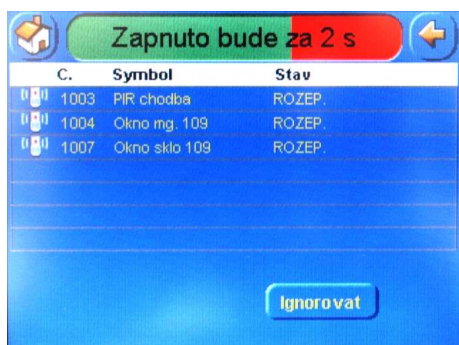 Zapnuto bude za 2 s
C. Symbol Stav
1003 PIR chodba ROZEP.
1004 Okno mg. 109 ROZEP.
1007 Okno sklo 109 ROZEP.
Ignorovat